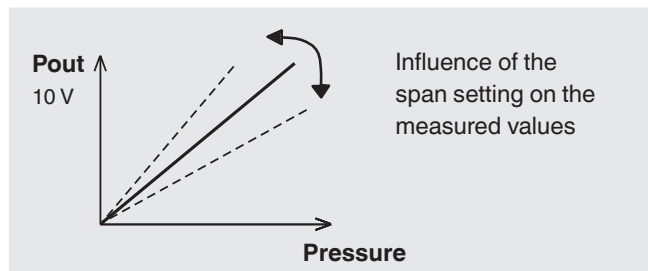 Pout
10 V
Influence of the
span setting on the
measured values
Pressure